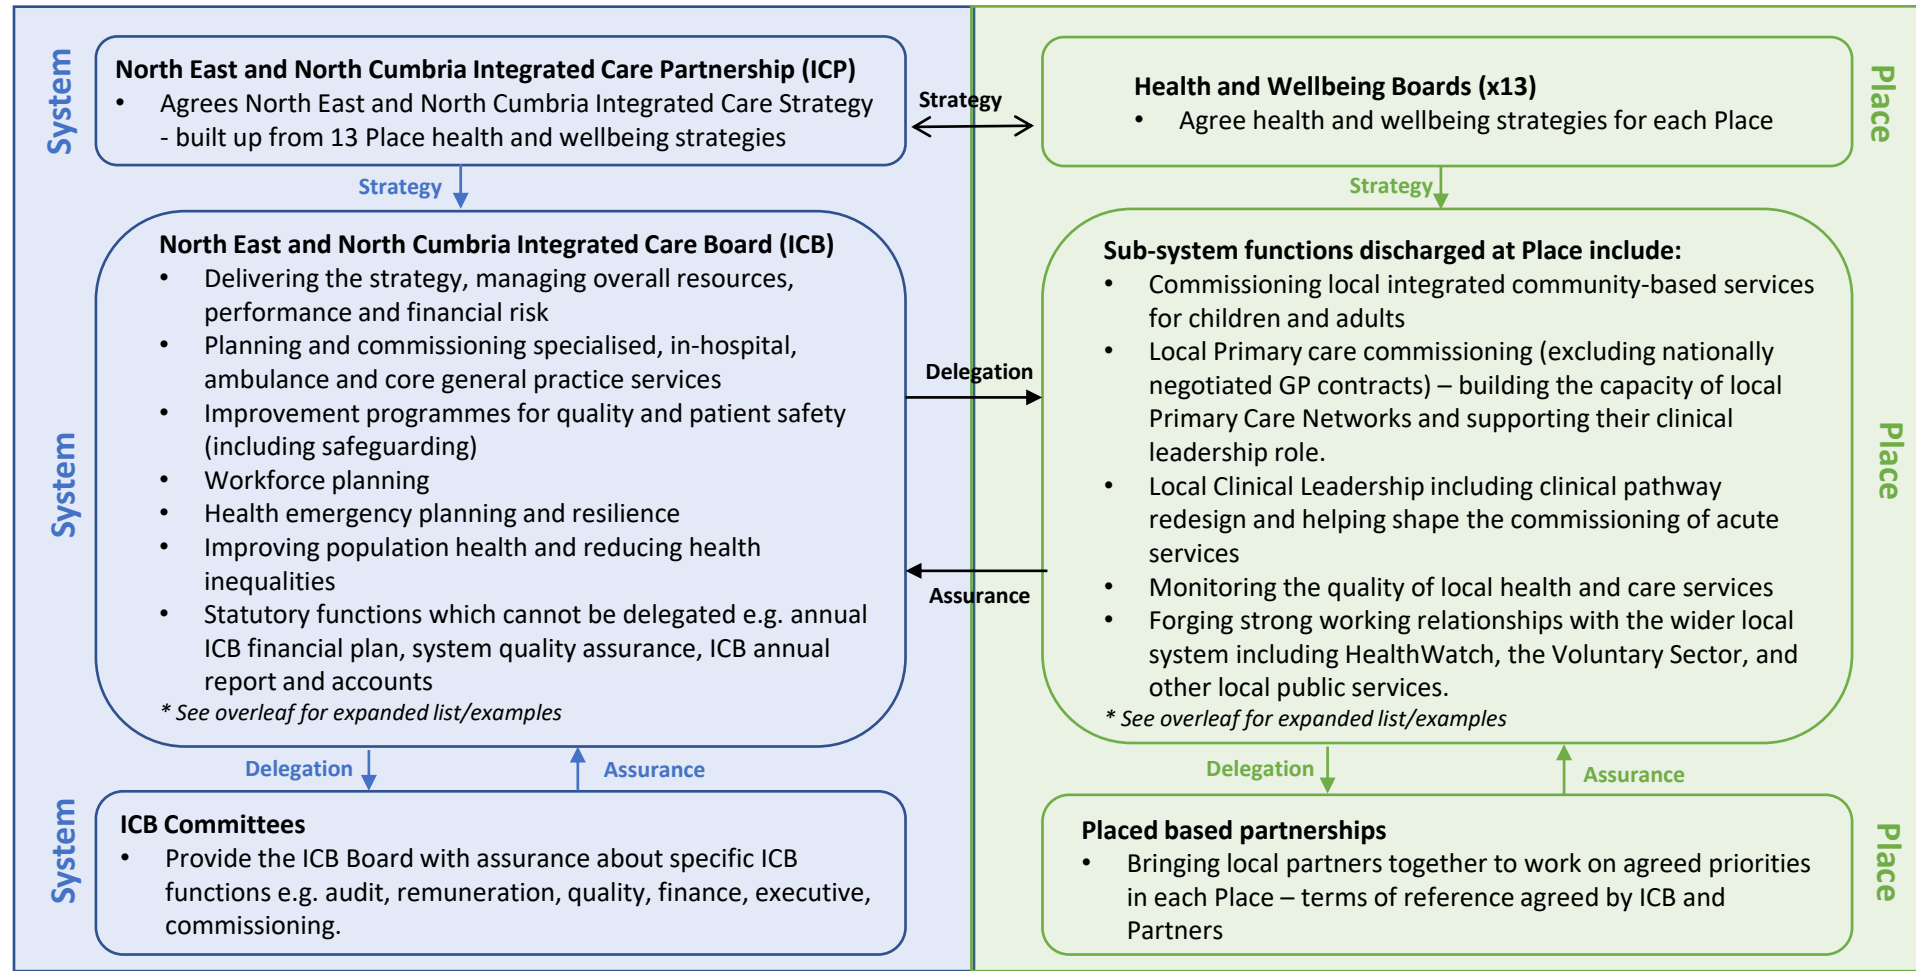 System
North East and North Cumbria Integrated Care Partnership (ICP)
• Agrees North East and North Cumbria Integrated Care Strategy
- built up from 13 Place health and wellbeing strategies
Strategy
Health and Wellbeing Boards (x13)
• Agree health and wellbeing strategies for each Place
Place
Strategy
Strategy
System
North East and North Cumbria Integrated Care Board (ICB)
• Delivering the strategy, managing overall resources,
performance and financial risk
• Planning and commissioning specialised, in-hospital,
ambulance and core general practice services
• Improvement programmes for quality and patient safety
(including safeguarding)
• Workforce planning
• Health emergency planning and resilience
• Improving population health and reducing health
inequalities
• Statutory functions which cannot be delegated e.g. annual
ICB financial plan, system quality assurance, ICB annual
report and accounts
* See overleaf for expanded list/examples
Delegation
Assurance
Sub-system functions discharged at Place include:
• Commissioning local integrated community-based services
for children and adults
• Local Primary care commissioning (excluding nationally
negotiated GP contracts) – building the capacity of local
Primary Care Networks and supporting their clinical
leadership role.
• Local Clinical Leadership including clinical pathway
redesign and helping shape the commissioning of acute
services
• Monitoring the quality of local health and care services
• Forging strong working relationships with the wider local
system including HealthWatch, the Voluntary Sector, and
other local public services.
* See overleaf for expanded list/examples
Place
Delegation
Assurance
Delegation
Assurance
System
ICB Committees
• Provide the ICB Board with assurance about specific ICB
functions e.g. audit, remuneration, quality, finance, executive,
commissioning.
Placed based partnerships
• Bringing local partners together to work on agreed priorities
in each Place – terms of reference agreed by ICB and
Partners
Place